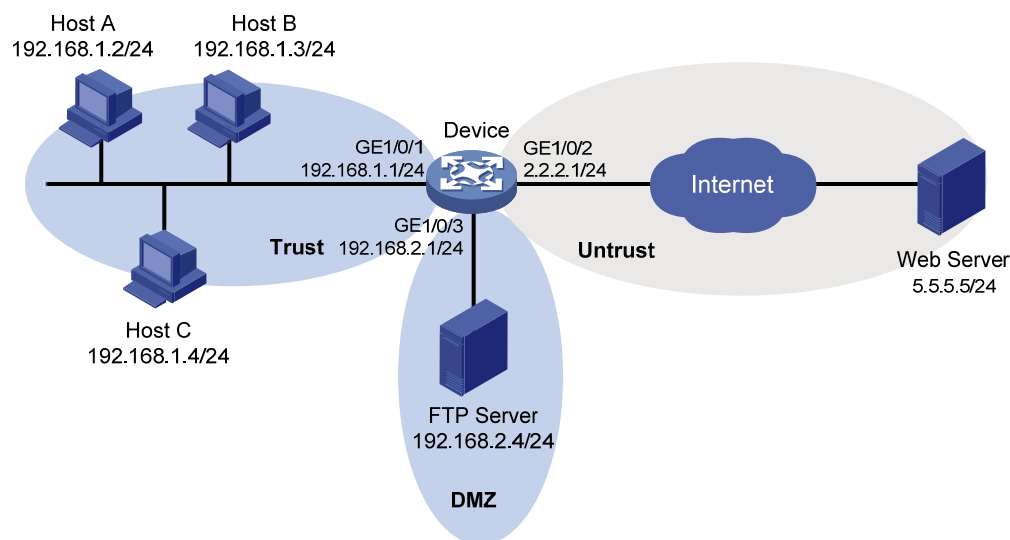 Host A
192.168.1.2/24
Host B
192.168.1.3/24
Device
GE1/0/1
192.168.1.1/24
GE1/0/2
2.2.2.1/24
Internet
GE1/0/3
192.168.2.1/24
Trust
Untrust
Web Server
5.5.5.5/24
Host C
192.168.1.4/24
FTP Server
192.168.2.4/24
DMZ